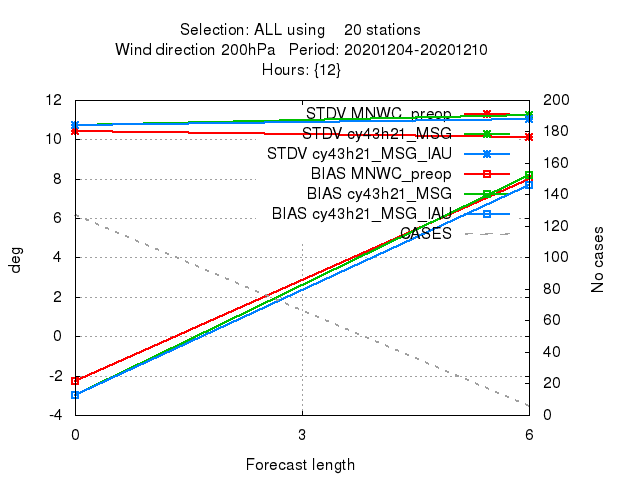 Selection: ALL using 20 stations
Wind direction 200hPa Period: 20201204-20201210
Hours: {12}
12 200
STDV MNWC_preop
10 180
STDV cy43h21_MSG
160
8 STDV cy43h21_MSG_IAU
BIAS MNWC_preop
BIAS cy43h21_MSG 140
6 BIAS cy43h21_MSG_IAU
120
CASES
4 100
2 80
60
0
40
-2 20
-4 0
0 3 6
deg
No cases
Forecast length